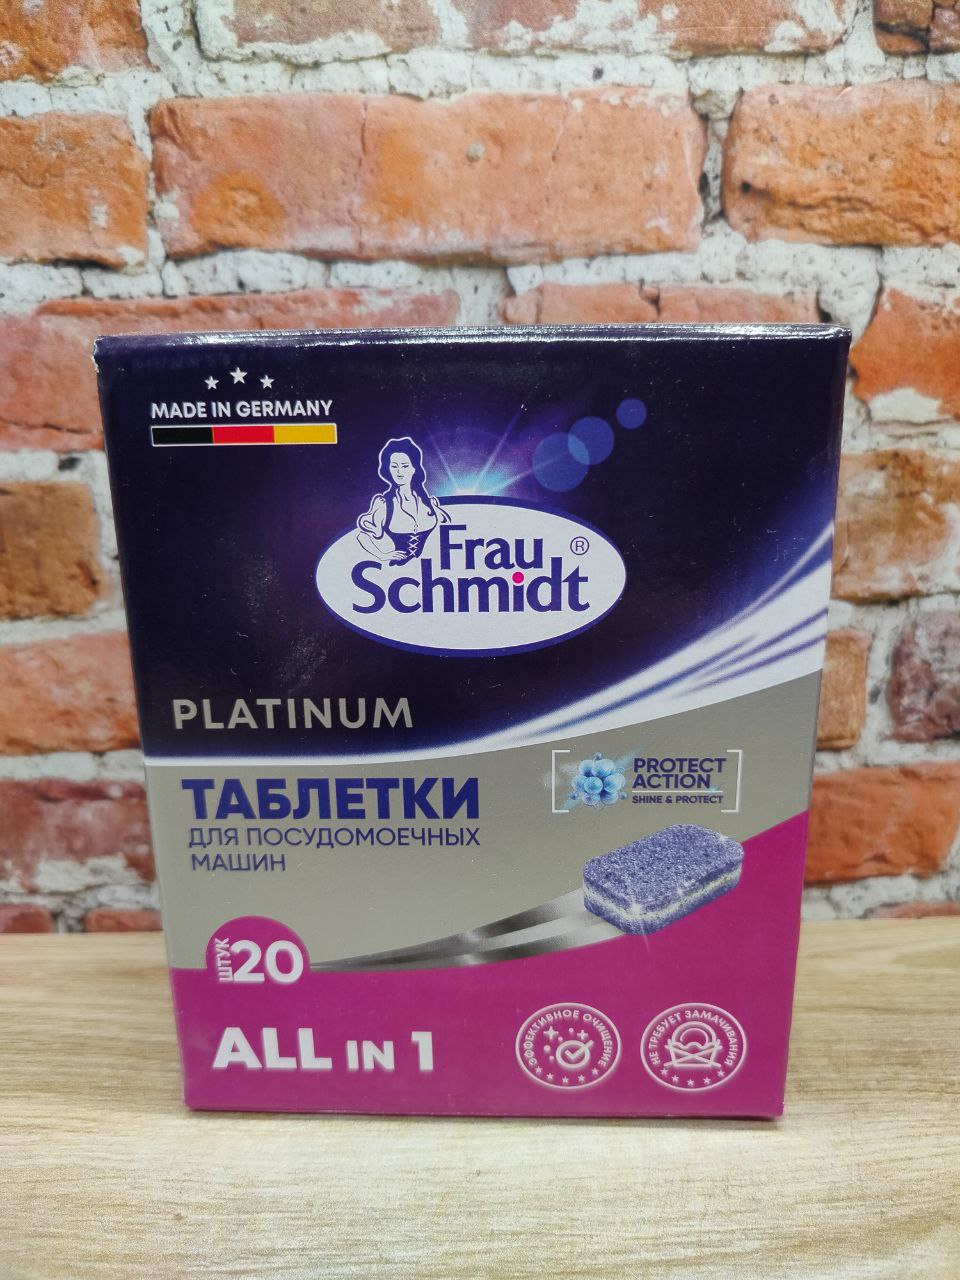 MADE IN GERMANY
Frau
Schmidt
®
PLATINUM
ТАБЛЕТКИ
ДЛЯ ПОСУДОМОЕЧНЫХ
МАШИН
PROTECT
ACTION
SHINE & PROTECT
20
ШТУК
ALL IN 1
ЭФФЕКТИВНОЕ ОЧИЩЕНИЕ
НЕ ТРЕБУЕТ ЗАМАЧИВАНИЯ